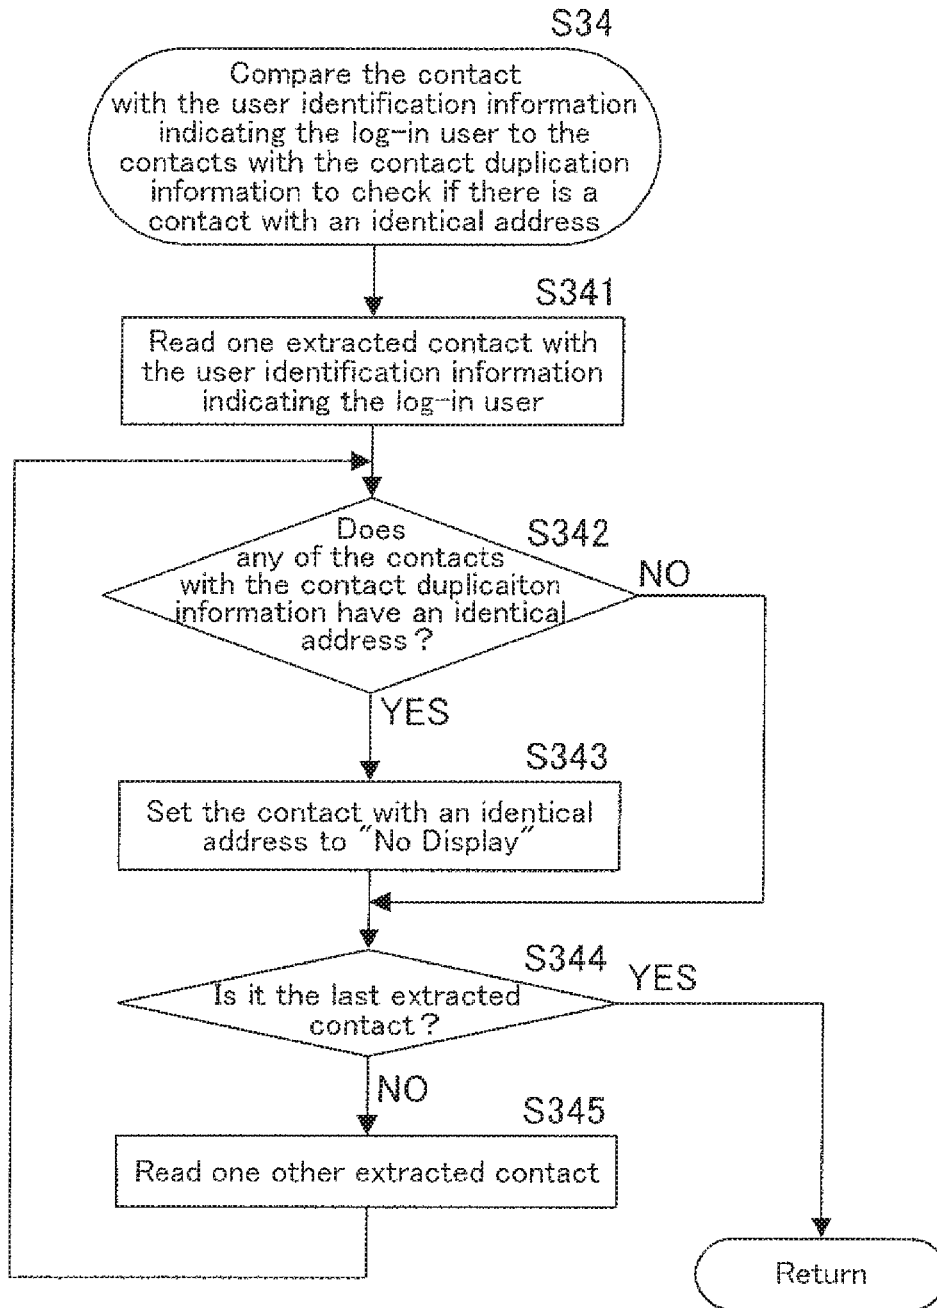 S34
Compare the contact
with the user identification information
indicating the log-in user to the
contacts with the contact duplication
information to check if there is a
contact with an identical address
S341
Read one extracted contact with
the user identification information
indicating the log-in user
S342
Does
any of the contacts
with the contact duplicaiton
information have an identical
address?
NO
YES
S343
Set the contact with an identical
address to "No Display"
S344
Is it the last extracted
contact?
YES
NO
S345
Read one other extracted contact
Return